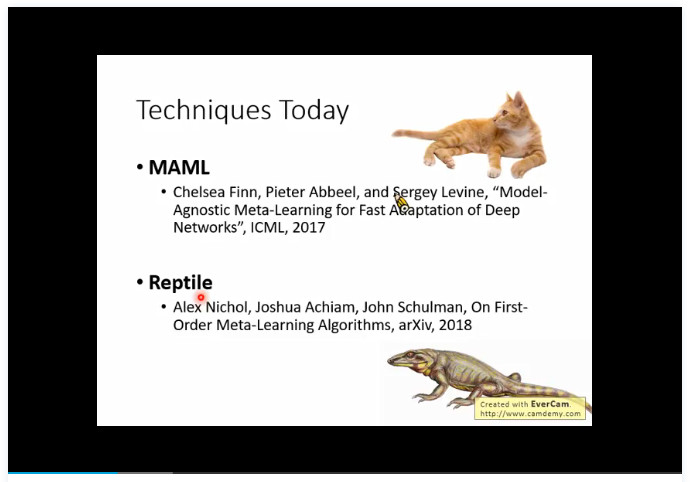 Techniques Today
• MAML
• Chelsea Finn, Pieter Abbeel, and Sergey Levine, “Model-
Agnostic Meta-Learning for Fast Adaptation of Deep
Networks”, ICML, 2017
• Reptile
• Alex Nichol, Joshua Achiam, John Schulman, On First-
Order Meta-Learning Algorithms, arXiv, 2018
Created with EverCam.
http://www.camdemy.com